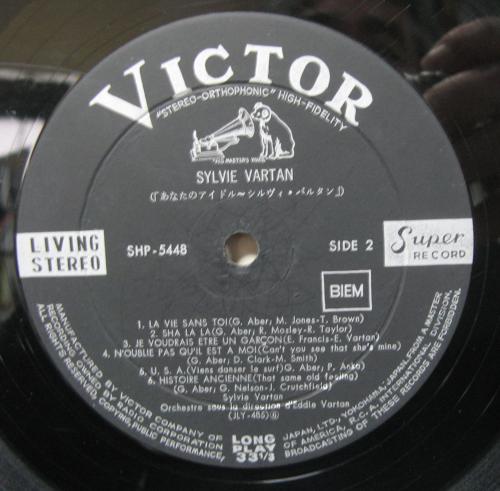 VICTOR
"STEREO-ORTHOPHONIC" HIGH-FIDELITY
"HIS MASTER'S VOICE"
SYLVIE VARTAN
(『あなたのアイドル〜シルヴィ・バルタン』)
LIVING
STEREO
SHP-5448
SIDE 2
Super
RECORD
BIEM
1. LA VIE SANS TOI(G. Aber; M. Jones-T. Brown)
2. SHA LA LA(G. Aber; R. Mosley-R. Taylor)
3. JE VOUDRAIS ETRE UN GARÇON(E. Francis-E. Vartan)
4. N'OUBLIE PAS QU'IL EST A MOI(Can't you see that she's mine)
(G. Aber; D. Clark-M. Smith)
5. U. S. A.(Viens danser le surf)(G. Aber; P. Anka)
6. HISTOIRE ANCIENNE(That same old feeling)
(G. Aber; G. Nelson-J. Crutchfield)
Sylvie Vartan
Orchestre sous la direction d'Eddie Vartan
(JLY-485)⑥
LONG
PLAY
33⅓
MANUFACTURED BY VICTOR COMPANY OF JAPAN, LTD., YOKOHAMA, JAPAN, FROM A MASTER
RECORDING OWNED BY RADIO CORPORATION OF AMERICA, R.C.A. INTERNATIONAL DIVISION.
ALL RIGHTS RESERVED, COPYING, PUBLIC PERFORMANCE, BROADCASTING OF THESE RECORDS ARE FORBIDDEN.